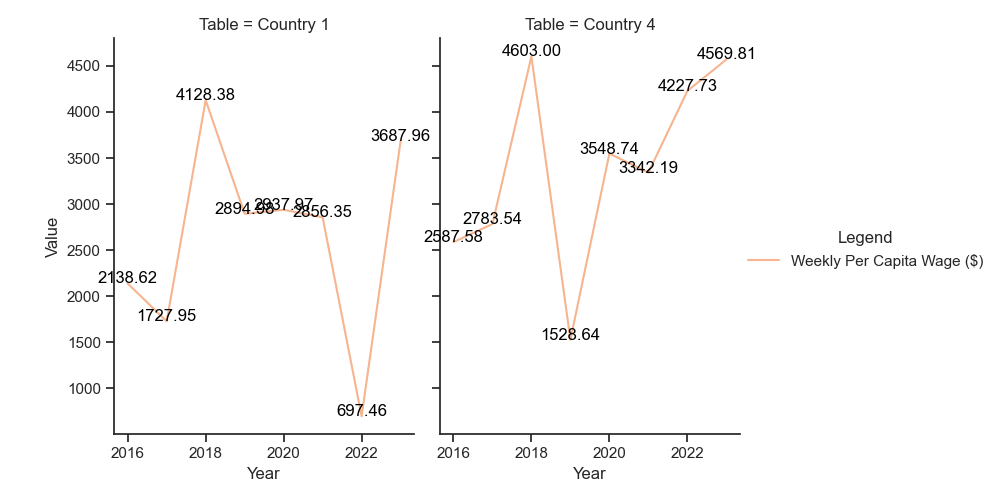 Table = Country 1
Table = Country 4
Value
4500
4000
3500
3000
2500
2000
1500
1000
2138.62
1727.95
4128.38
2894.98
2937.97
2856.35
697.46
3687.96
2587.58
2783.54
4603.00
1528.64
3548.74
3342.19
4227.73
4569.81
2016 2018 2020 2022
Year
2016 2018 2020 2022
Year
Legend
Weekly Per Capita Wage ($)